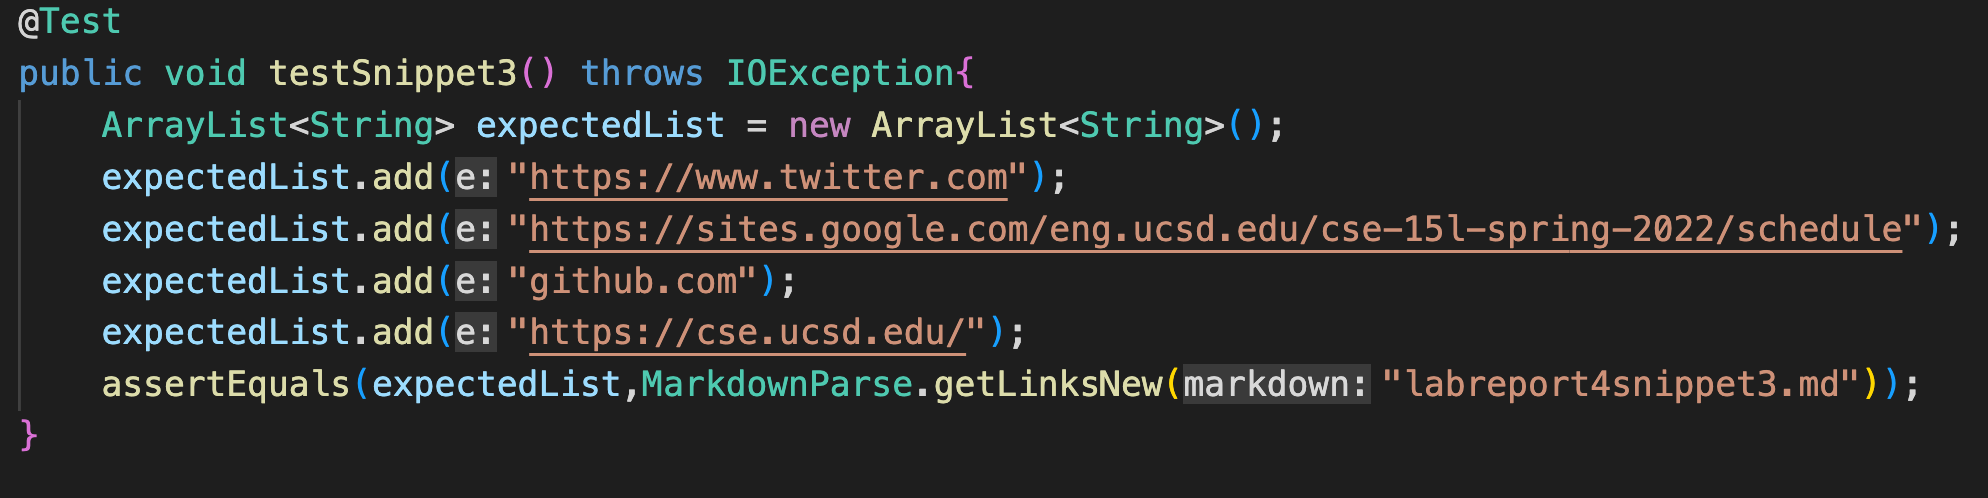 @Test
public void testSnippet3() throws IOException{
    ArrayList<String> expectedList = new ArrayList<String>();
    expectedList.add(e: "https://www.twitter.com");
    expectedList.add(e: "https://sites.google.com/eng.ucsd.edu/cse-15l-spring-2022/schedule");
    expectedList.add(e: "github.com");
    expectedList.add(e: "https://cse.ucsd.edu/");
    assertEquals(expectedList,MarkdownParse.getLinksNew(markdown: "labreport4snippet3.md"));
}